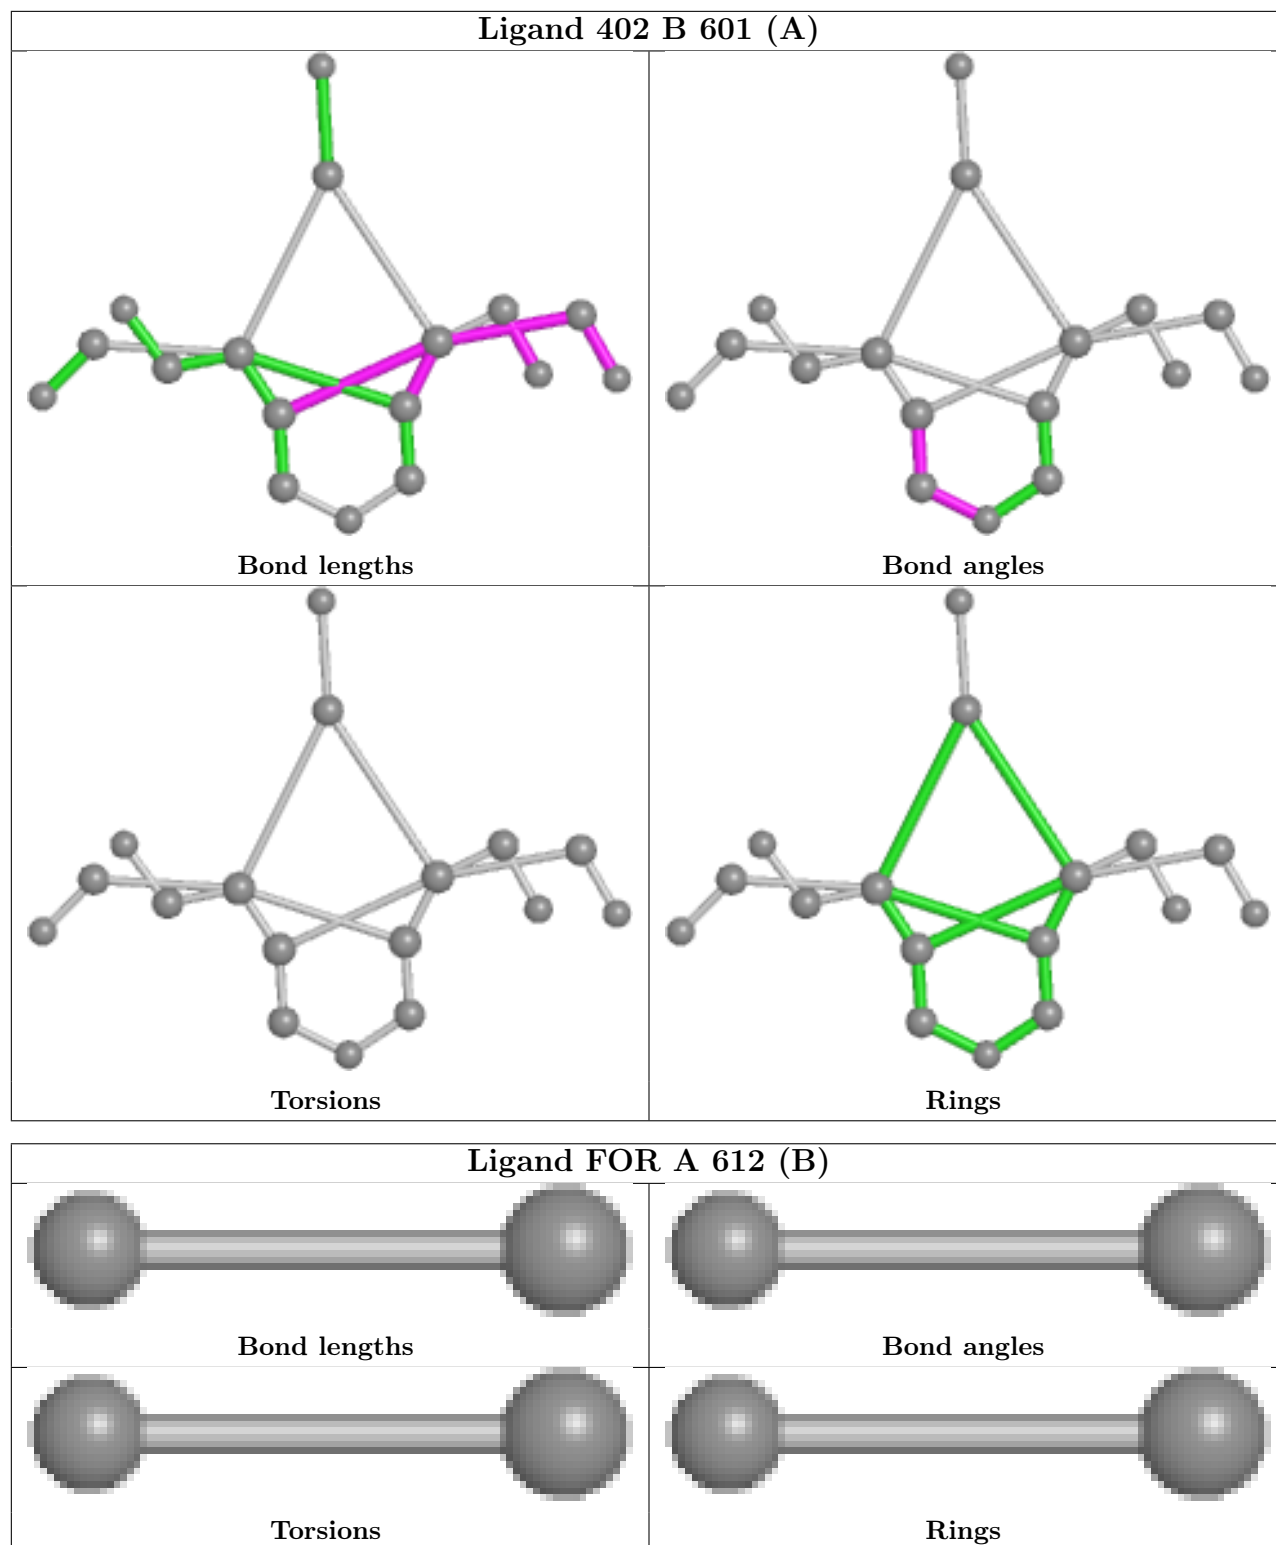 Ligand 402 B 601 (A)
Bond lengths
Bond angles
Torsions
Rings
Ligand FOR A 612 (B)
Bond lengths
Bond angles
Torsions
Rings